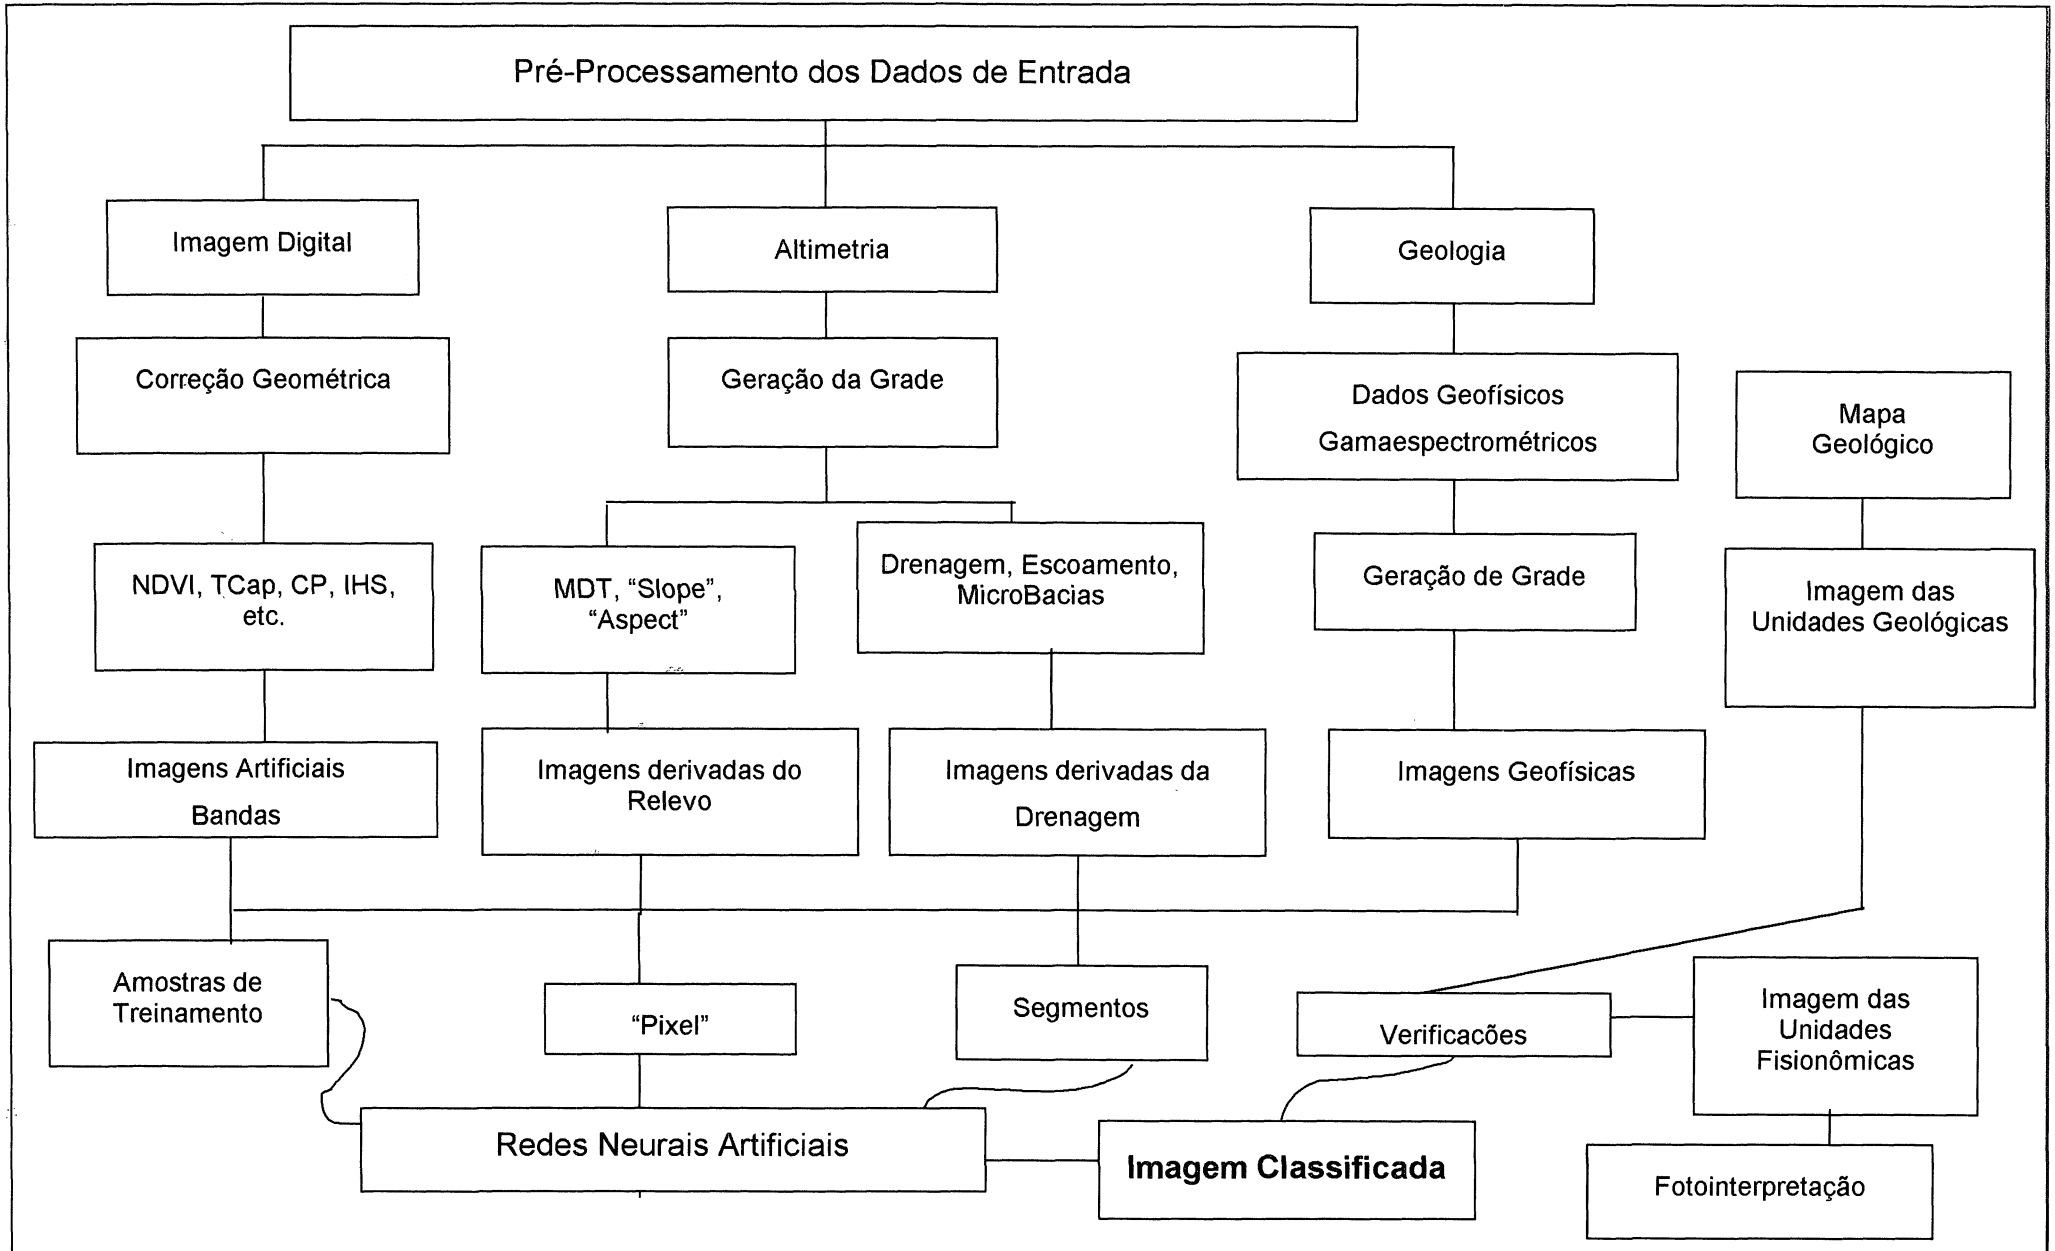 Pré-Processamento dos Dados de Entrada
Imagem Digital
Altimetria
Geologia
Correção Geométrica
Geração da Grade
Dados Geofísicos
Gamaespectrométricos
Mapa
Geológico
NDVI, TCap, CP, IHS,
etc.
MDT, “Slope”,
“Aspect”
Drenagem, Escoamento,
MicroBacias
Geração de Grade
Imagem das
Unidades Geológicas
Imagens Artificiais
Bandas
Imagens derivadas do
Relevo
Imagens derivadas da
Drenagem
Imagens Geofísicas
Amostras de
Treinamento
“Pixel”
Segmentos
Verificacões
Imagem das
Unidades
Fisionômicas
Redes Neurais Artificiais
Imagem Classificada
Fotointerpretação